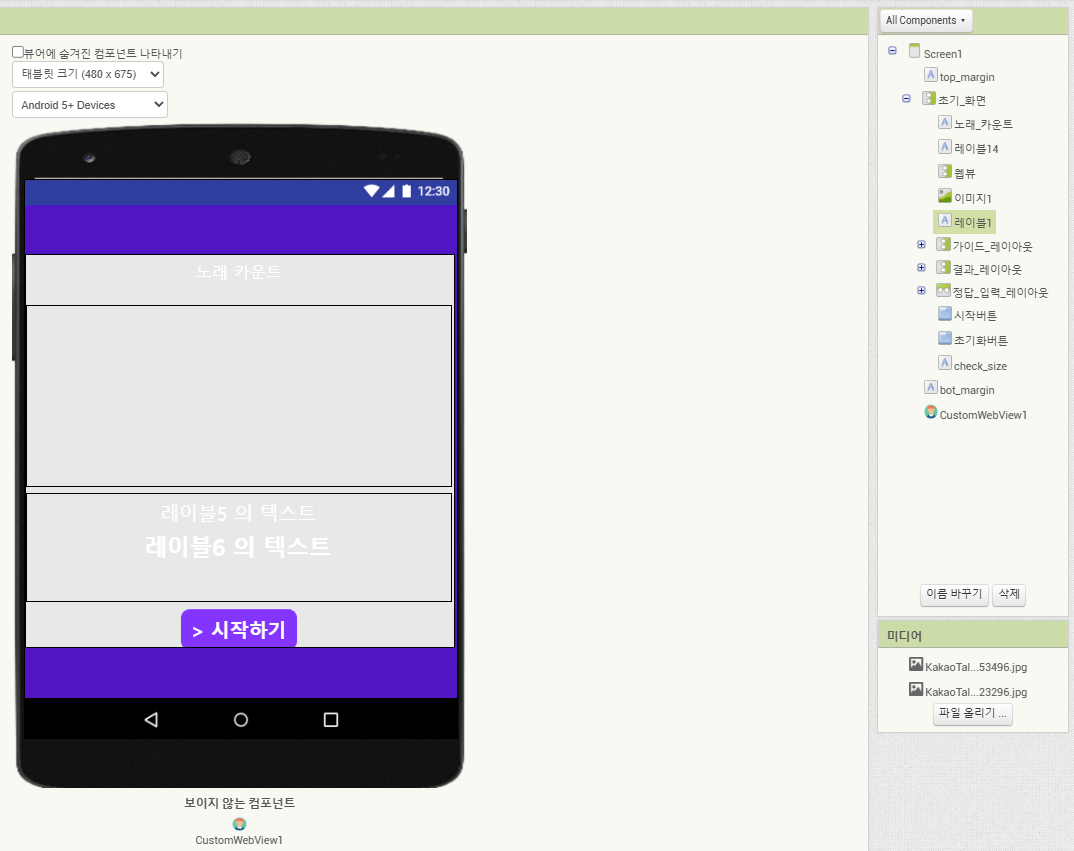 뷰어에 숨겨진 컴포넌트 나타내기
태블릿 크기 (480 x 675)
Android 5+ Devices
12:30
노래 카운트
레이블5 의 텍스트
레이블6 의 텍스트
> 시작하기
보이지 않는 컴포넌트
CustomWebView1
All Components
Screen1
top_margin
초기_화면
노래_카운트
레이블14
웹뷰
이미지1
레이블1
가이드_레이아웃
결과_레이아웃
정답_입력_레이아웃
시작버튼
초기화버튼
check_size
bot_margin
CustomWebView1
이름 바꾸기 삭제
미디어
KakaoTal...53496.jpg
KakaoTal...23296.jpg
파일 올리기 ...